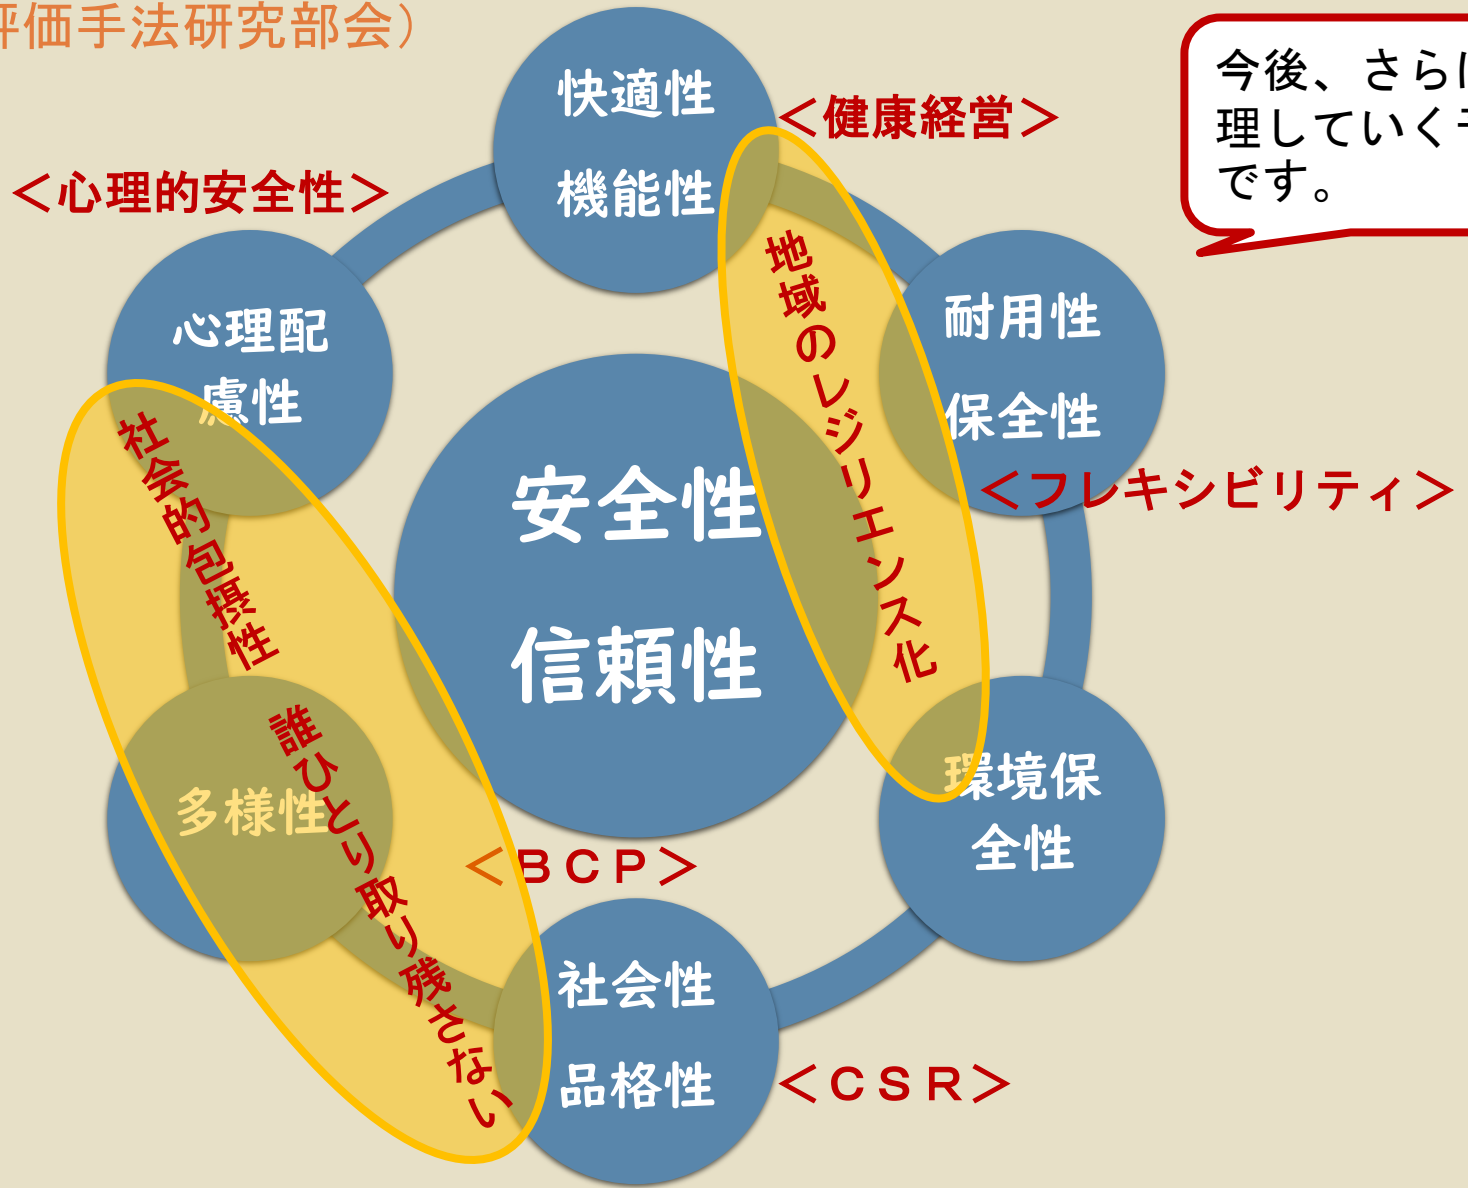 評価手法研究部会）
今後、さらに
理していく予
です。
快適性
機能性
＜健康経営＞
＜心理的安全性＞
心理配
慮性
地域のレジリエンス化
耐用性
保全性
＜フレキシビリティ＞
社会的包摂性
安全性
信頼性
誰ひとり取り残さない
多様性
環境保
全性
＜ＢＣＰ＞
社会性
品格性
＜ＣＳＲ＞